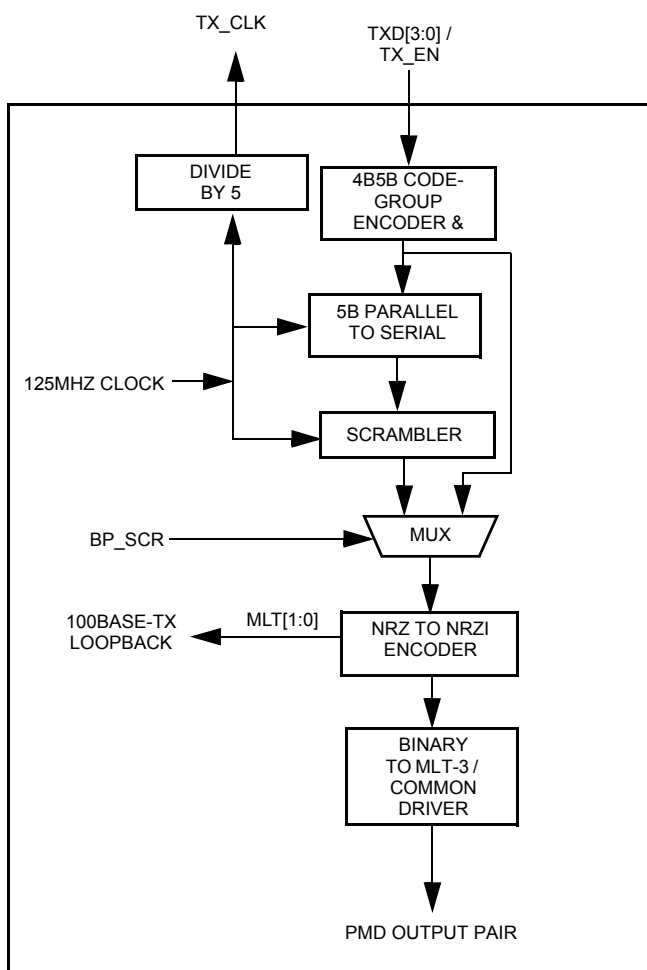 TX_CLK
TXD[3:0] /
TX_EN
DIVIDE
BY 5
4B5B CODE-
GROUP
ENCODER &
5B PARALLEL
TO SERIAL
125MHZ CLOCK
SCRAMBLER
BP_SCR
MUX
100BASE-TX
LOOPBACK
MLT[1:0]
NRZ TO NRZI
ENCODER
BINARY
TO MLT-3 /
COMMON
DRIVER
PMD OUTPUT PAIR